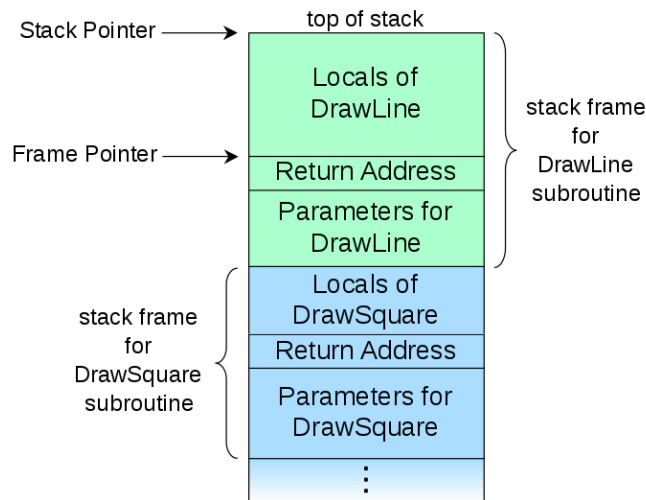 top of stack
Stack Pointer
Locals of
DrawLine
stack frame
for
DrawLine
subroutine
Frame Pointer
Return Address
Parameters for
DrawLine
Locals of
DrawSquare
stack frame
for
DrawSquare
subroutine
Return Address
Parameters for
DrawSquare
⋮